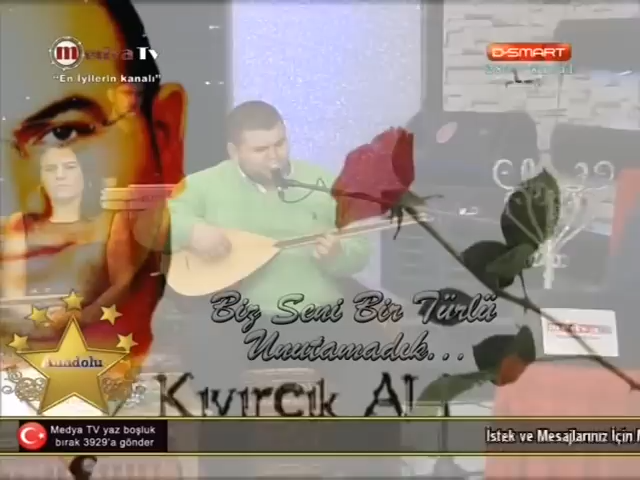 Medya Tv
"En iyilerin kanalı"
D-SMART
Biz Seni Bir Türlü
Unutamadık...
Anadolu
Kıvırcık Ali
Medya TV yaz boşluk
bırak 3929'a gönder
İstek ve Mesajlarınız İçin M